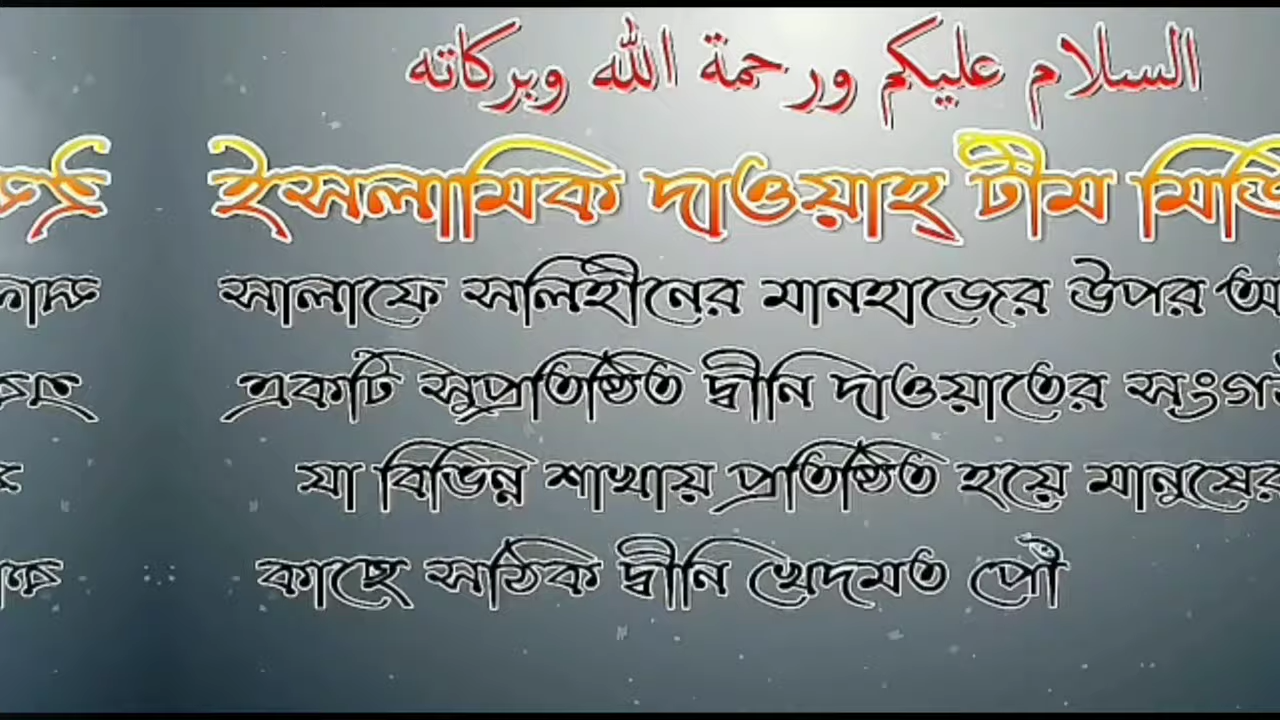 السلام عليكم ورحمة الله وبركاته
ইসলামিক দাওয়াহ্ টীম
সালাফে সলিহীনের মানহাজের উপর
একটি সুপ্রতিষ্ঠিত দ্বীনি দাওয়াতের
যা বিভিন্ন শাখায় প্রতিষ্ঠিত হয়ে মানুষের
কাছে সঠিক দ্বীনি খেদমত পৌ